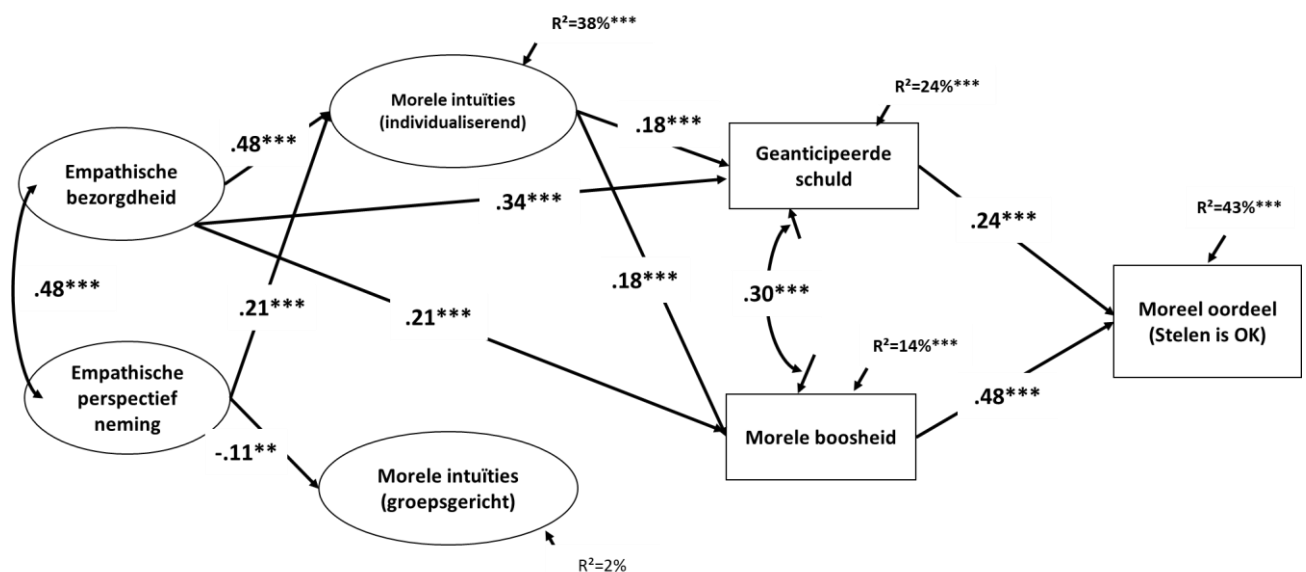 R²=38%***
Morele intuïties
(individualiserend)
R²=24%***
.18***
.48***
Geanticipeerde
schuld
Empathische
bezorgdheid
.34***
R²=43%***
.24***
.48***
.18***
.30***
.21***
.21***
Moreel oordeel
(Stelen is OK)
R²=14%***
Empathische
perspectief
neming
.48***
-.11**
Morele boosheid
Morele intuïties
(groepsgericht)
R²=2%